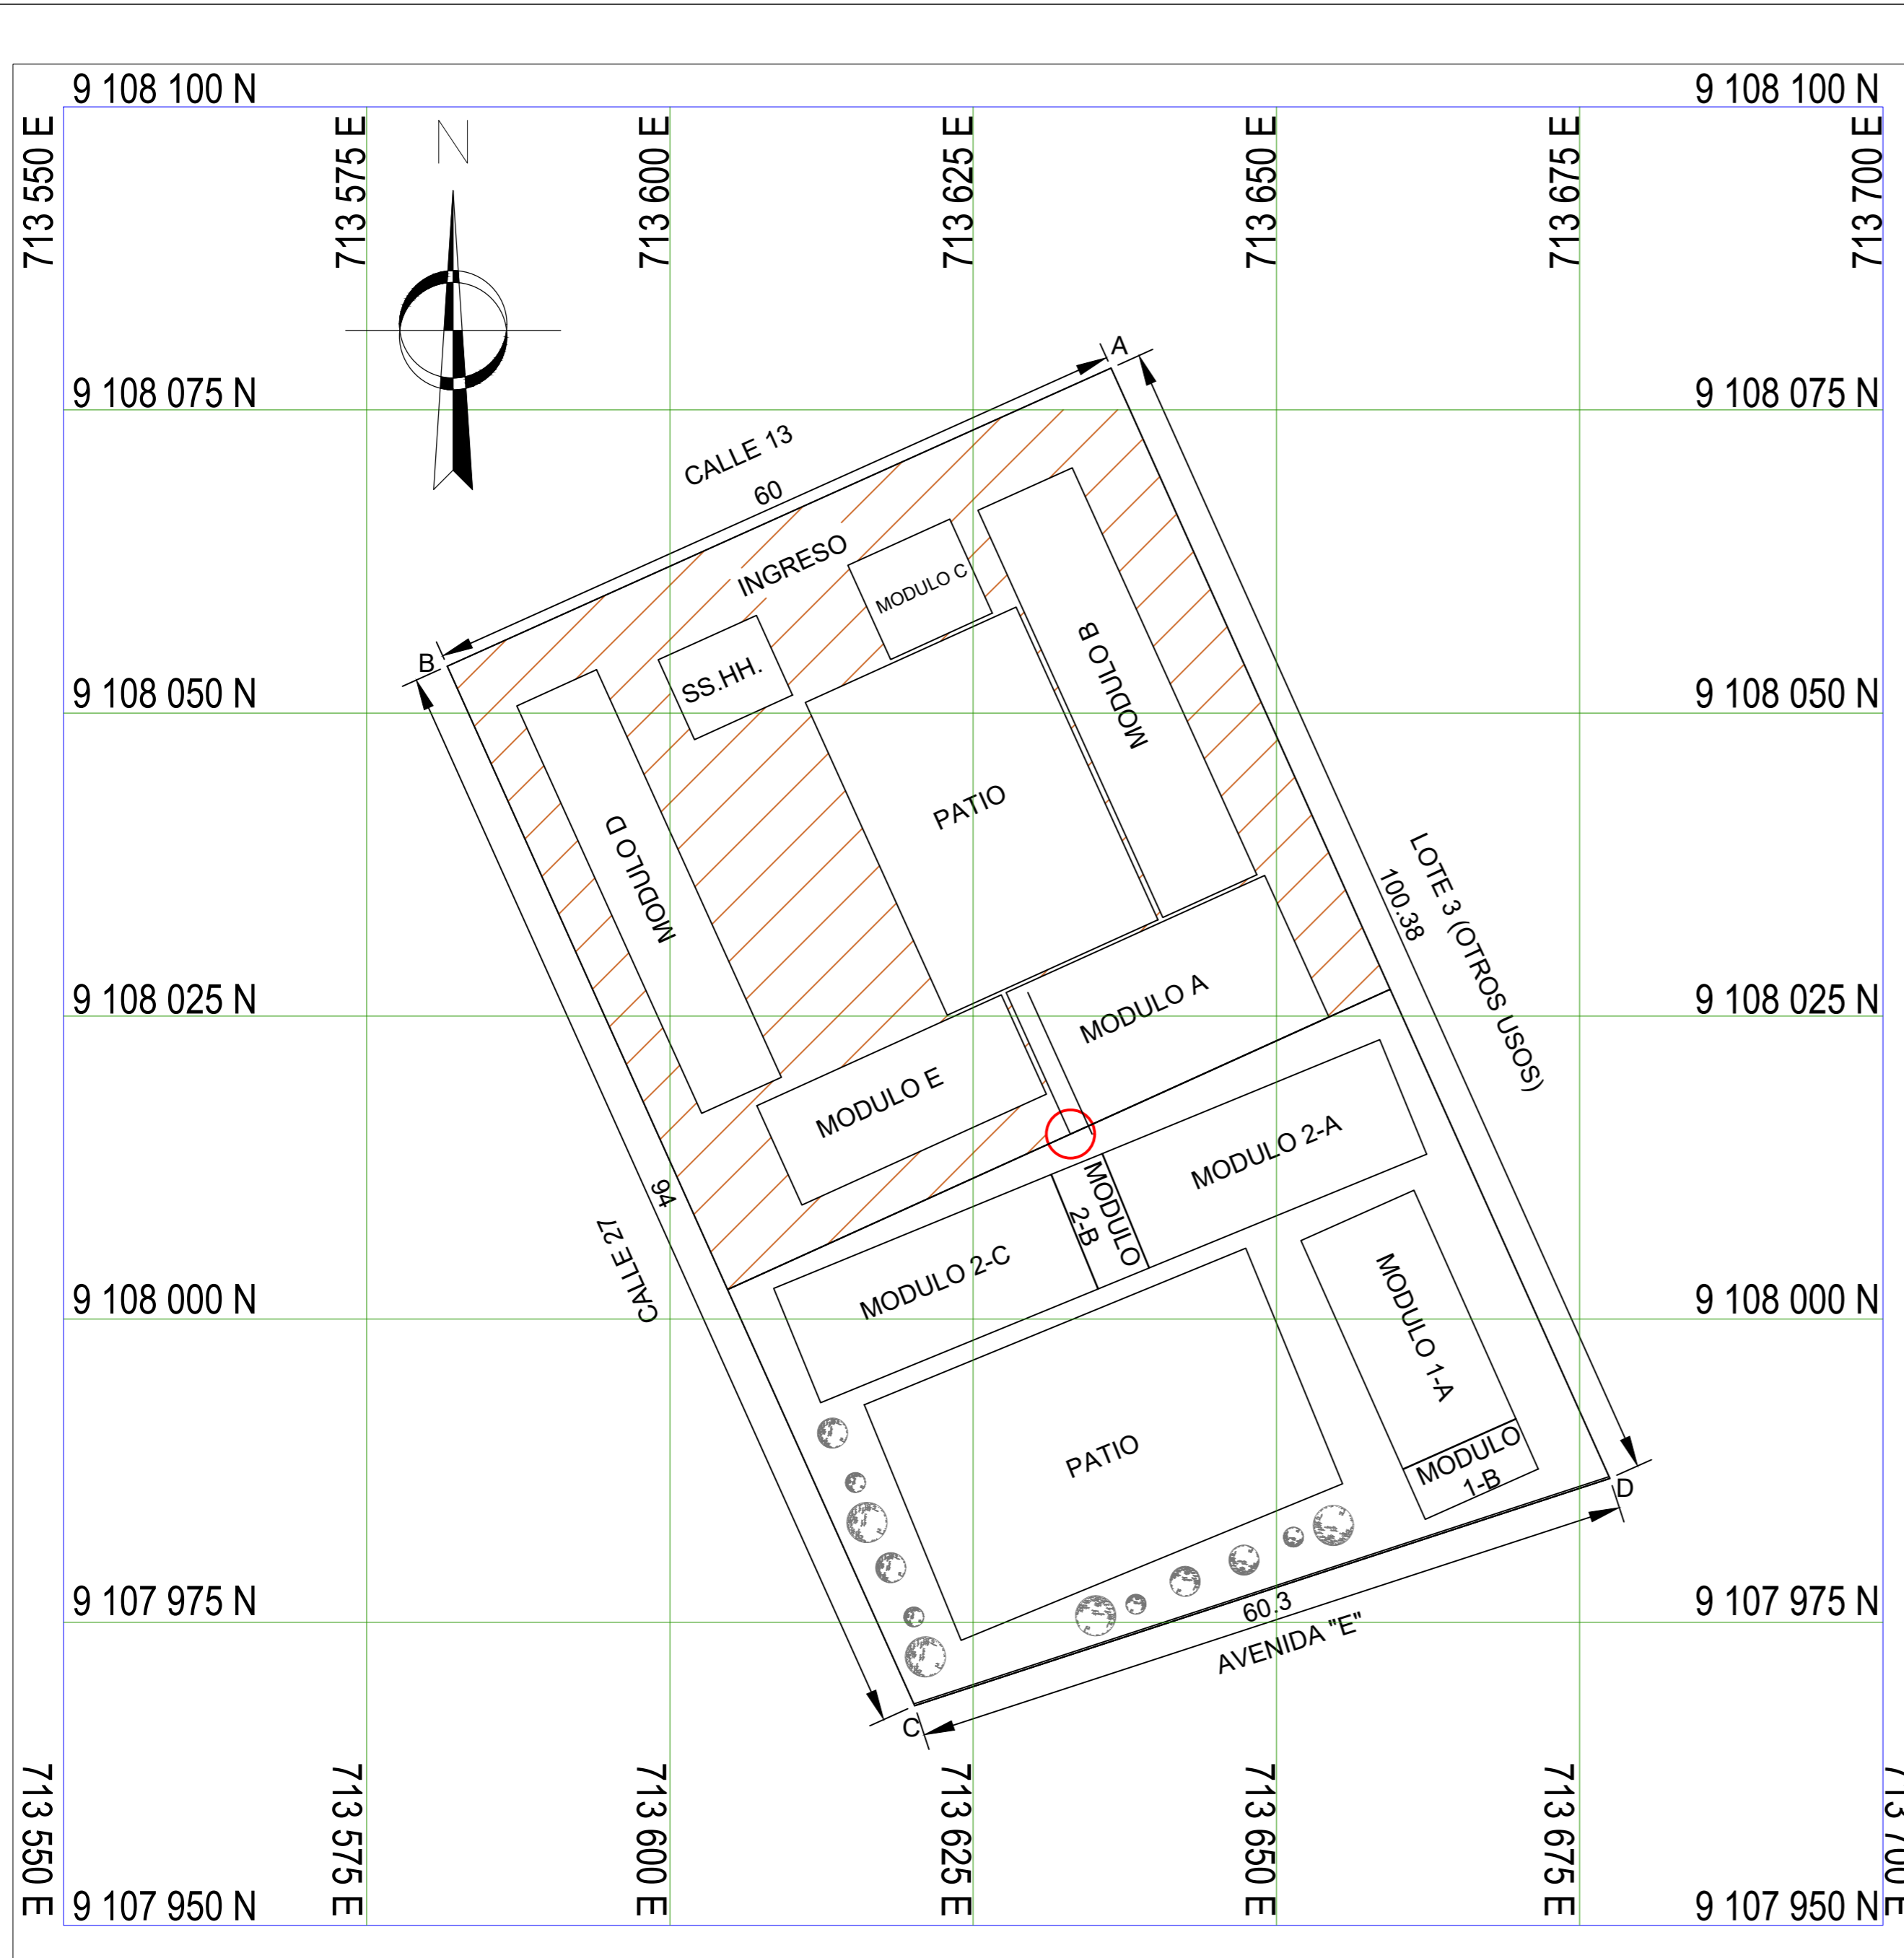 9 108 100 N
9 108 100 N
713 550 E
713 575 E
713 600 E
713 625 E
713 650 E
713 675 E
713 700 E
N
A
9 108 075 N
9 108 075 N
CALLE 13
60
INGRESO
MODULO C
B
SS.HH.
MODULO B
9 108 050 N
9 108 050 N
PATIO
MODULO D
LOTE 3 (OTROS USOS)
100.38
9 108 025 N
9 108 025 N
MODULO A
MODULO E
MODULO 2-A
94
MODULO
2-B
CALLE 27
MODULO 2-C
9 108 000 N
9 108 000 N
MODULO 1-A
PATIO
MODULO
1-B
D
9 107 975 N
9 107 975 N
60.3
AVENIDA "E"
C
713 550 E
713 575 E
713 600 E
713 625 E
713 650 E
713 675 E
713 700 E
9 107 950 N
9 107 950 N